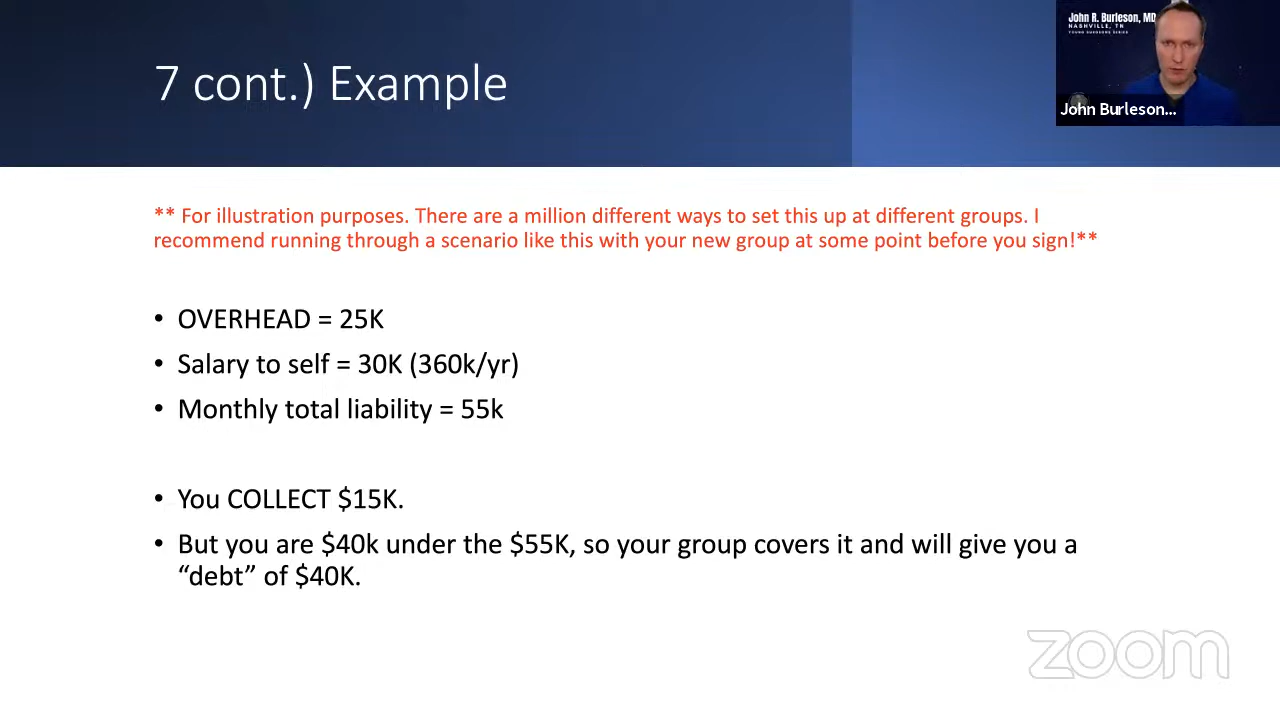 7 cont.) Example
John R. Burleson, MD
NASHVILLE, TN
YOUNG SURGEONS SERIES
John Burleson...
** For illustration purposes. There are a million different ways to set this up at different groups. I
recommend running through a scenario like this with your new group at some point before you sign!**
• OVERHEAD = 25K
• Salary to self = 30K (360k/yr)
• Monthly total liability = 55k
• You COLLECT $15K.
• But you are $40k under the $55K, so your group covers it and will give you a
“debt” of $40K.
zoom